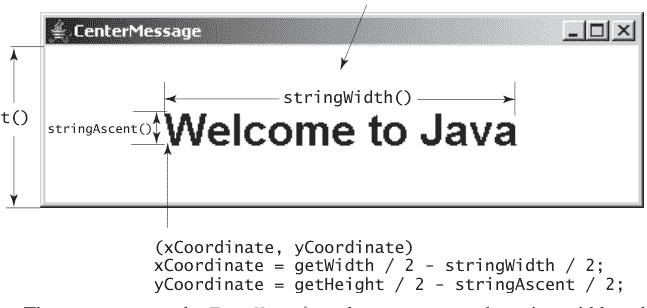 CenterMessage
stringWidth()
t()
stringAscent()
Welcome to Java
(xCoordinate, yCoordinate)
xCoordinate = getWidth / 2 - stringWidth / 2;
yCoordinate = getHeight / 2 - stringAscent / 2;